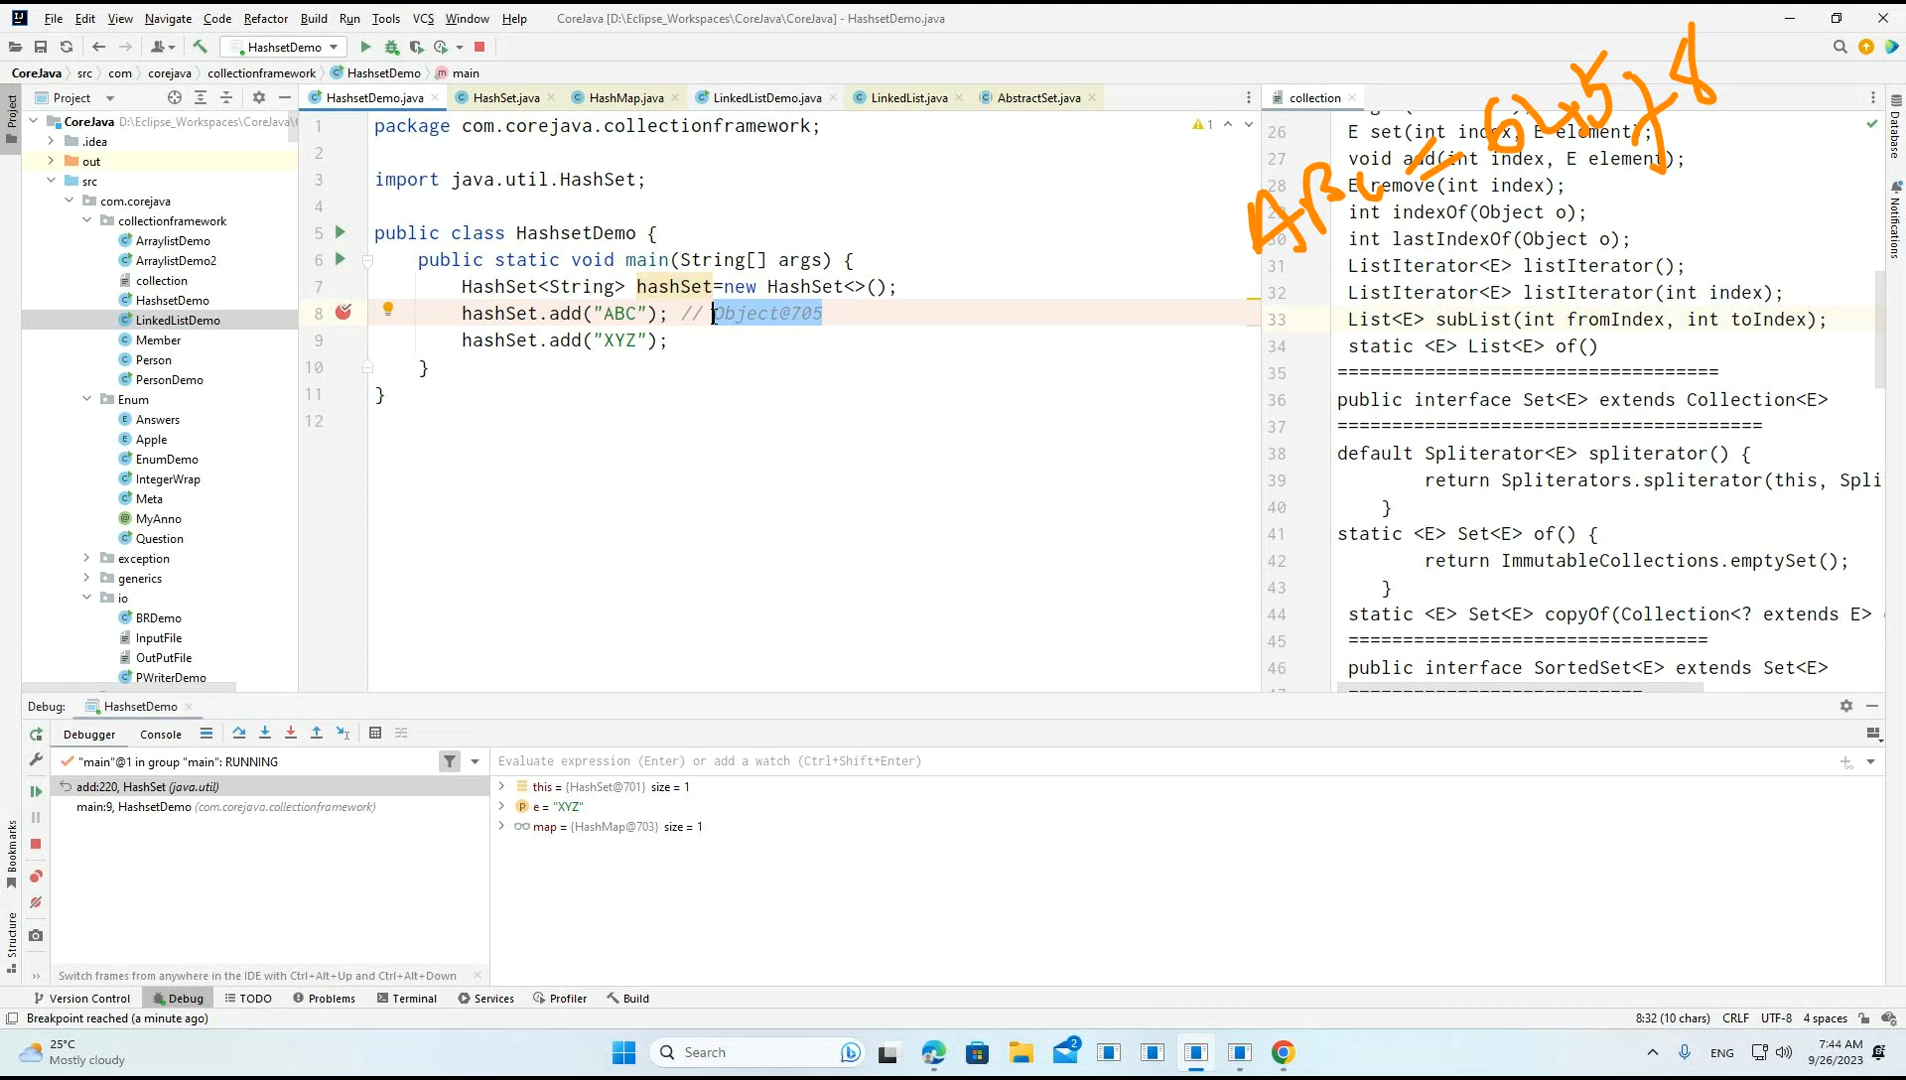 File Edit View Navigate Code Refactor Build Run Tools VCS Window Help CoreJava [D:\Eclipse_Workspaces\CoreJava\CoreJava] - HashsetDemo.java
HashsetDemo
CoreJava src com corejava collectionframework HashsetDemo main
Project
HashsetDemo.java HashSet.java HashMap.java LinkedListDemo.java LinkedList.java AbstractSet.java
collection
Project
Bookmarks
Structure
Database
Notifications
CoreJava D:\Eclipse_Workspaces\CoreJava\
.idea
out
src
com.corejava
collectionframework
ArraylistDemo
ArraylistDemo2
collection
HashsetDemo
LinkedListDemo
Member
Person
PersonDemo
Enum
Answers
Apple
EnumDemo
IntegerWrap
Meta
MyAnno
Question
exception
generics
io
BRDemo
InputFile
OutPutFile
PWriterDemo
1 package com.corejava.collectionframework;
2
3 import java.util.HashSet;
4
5 public class HashsetDemo {
6 public static void main(String[] args) {
7 HashSet<String> hashSet=new HashSet<>();
8 hashSet.add("ABC"); // Object@705
9 hashSet.add("XYZ");
10 }
11 }
12
1
26 E set(int index, E element);
27 void add(int index, E element);
28 E remove(int index);
29 int indexOf(Object o);
30 int lastIndexOf(Object o);
31 ListIterator<E> listIterator();
32 ListIterator<E> listIterator(int index);
33 List<E> subList(int fromIndex, int toIndex);
34 static <E> List<E> of()
35 ==================================
36 public interface Set<E> extends Collection<E>
37 =======================================
38 default Spliterator<E> spliterator() {
39 return Spliterators.spliterator(this, Spli
40 }
41 static <E> Set<E> of() {
42 return ImmutableCollections.emptySet();
43 }
44 static <E> Set<E> copyOf(Collection<? extends E>
45 =================================
46 public interface SortedSet<E> extends Set<E>
ABC =
Debug: HashsetDemo
Debugger Console
"main"@1 in group "main": RUNNING
add:220, HashSet (java.util)
main:9, HashsetDemo (com.corejava.collectionframework)
Evaluate expression (Enter) or add a watch (Ctrl+Shift+Enter)
this = {HashSet@701} size = 1
e = "XYZ"
map = {HashMap@703} size = 1
Switch frames from anywhere in the IDE with Ctrl+Alt+Up and Ctrl+Alt+Down
Version Control Debug TODO Problems Terminal Services Profiler Build
Breakpoint reached (a minute ago)
8:32 (10 chars) CRLF UTF-8 4 spaces
25°C
Mostly cloudy
Search
2
ENG
7:44 AM
9/26/2023